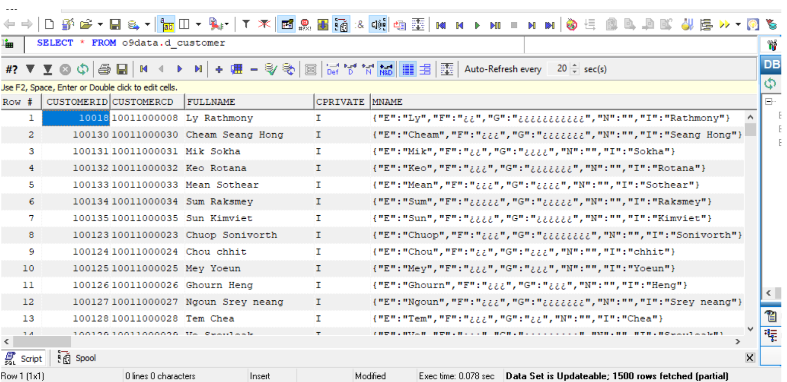 SELECT * FROM o9data.d_customer
#? Auto-Refresh every 20 sec(s)
Use F2, Space, Enter or Double click to edit cells.
Row # CUSTOMERID CUSTOMERCD FULLNAME CPRIVATE MNAME
1 10018 10011000008 Ly Rathmony I {"E":"Ly","F":"¿¿","G":"¿¿¿¿¿¿¿¿¿¿¿","N":"","I":"Rathmony"}
2 100130 10011000030 Cheam Seang Hong I {"E":"Cheam","F":"¿¿¿","G":"¿¿¿¿¿¿¿","N":"","I":"Seang Hong"}
3 100131 10011000031 Mik Sokha I {"E":"Mik","F":"¿¿","G":"¿¿¿¿","N":"","I":"Sokha"}
4 100132 10011000032 Keo Rotana I {"E":"Keo","F":"¿¿¿","G":"¿¿¿¿¿¿¿","N":"","I":"Rotana"}
5 100133 10011000033 Mean Sothear I {"E":"Mean","F":"¿¿¿","G":"¿¿¿¿","N":"","I":"Sothear"}
6 100134 10011000034 Sum Raksmey I {"E":"Sum","F":"¿¿¿","G":"¿¿¿¿¿","N":"","I":"Raksmey"}
7 100135 10011000035 Sun Kimviet I {"E":"Sun","F":"¿¿¿¿","G":"¿¿¿¿¿¿","N":"","I":"Kimviet"}
8 100123 10011000023 Chuop Sonivorth I {"E":"Chuop","F":"¿¿¿","G":"¿¿¿¿¿¿¿¿","N":"","I":"Sonivorth"}
9 100124 10011000024 Chou chhit I {"E":"Chou","F":"¿¿","G":"¿¿¿¿","N":"","I":"chhit"}
10 100125 10011000025 Mey Yoeun I {"E":"Mey","F":"¿¿¿","G":"¿¿¿","N":"","I":"Yoeun"}
11 100126 10011000026 Ghourn Heng I {"E":"Ghourn","F":"¿¿¿","G":"¿¿¿","N":"","I":"Heng"}
12 100127 10011000027 Ngoun Srey neang I {"E":"Ngoun","F":"¿¿¿","G":"¿¿¿¿¿¿¿","N":"","I":"Srey neang"}
13 100128 10011000028 Tem Chea I {"E":"Tem","F":"¿¿¿","G":"¿¿","N":"","I":"Chea"}
Script Spool
Row 1 (1x1) 0 lines 0 characters Insert Modified Exec time: 0.078 sec Data Set is Updateable; 1500 rows fetched (partial)
DB